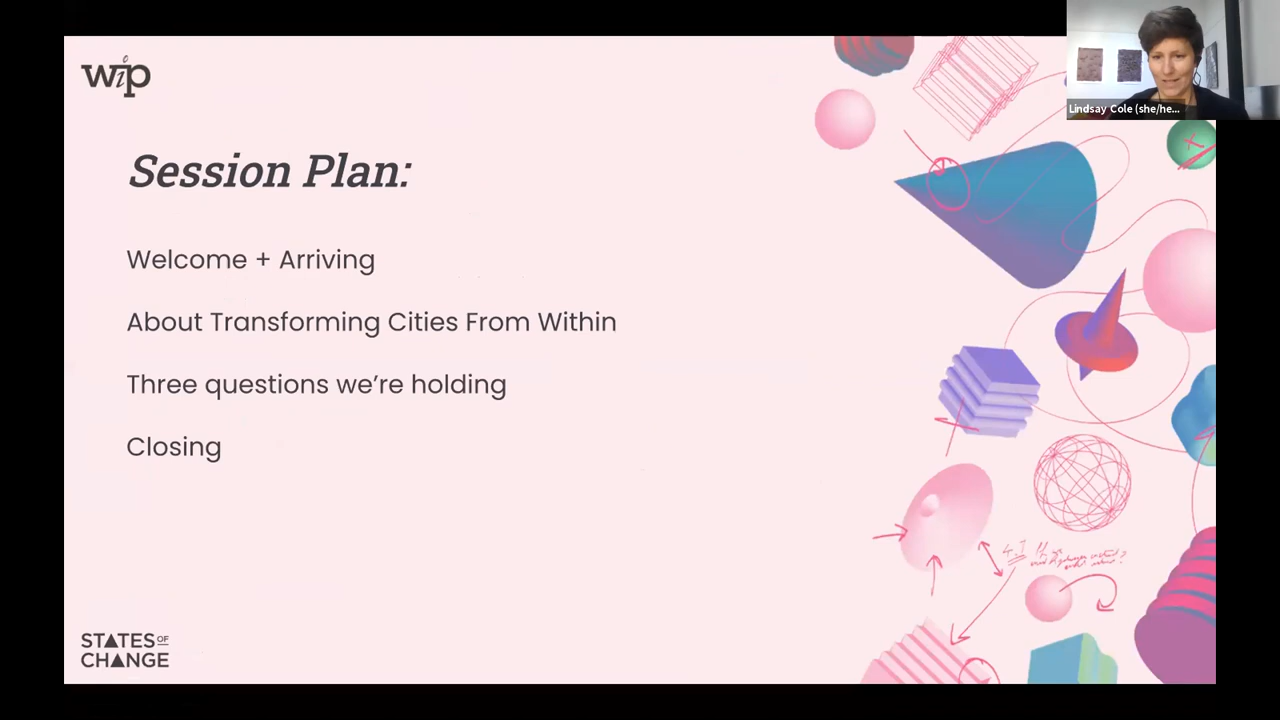 wip
Lindsay Cole (she/he...
Session Plan:
Welcome + Arriving
About Transforming Cities From Within
Three questions we're holding
Closing
STATES OF
CHANGE